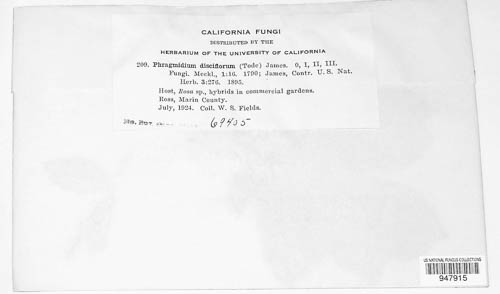 CALIFORNIA FUNGI
DISTRIBUTED BY THE
HERBARIUM OF THE UNIVERSITY OF CALIFORNIA
209. Phragmidium disciflorum (Tode) James. 0, I, II, III.
Fungi. Meckl., 1:16. 1790; James, Contr. U. S. Nat.
Herb. 3:276. 1895.
Host, Rosa sp., hybrids in commercial gardens.
Ross, Marin County.
July, 1924. Coll. W. S. Fields.
69405
US NATIONAL FUNGUS COLLECTIONS
947915